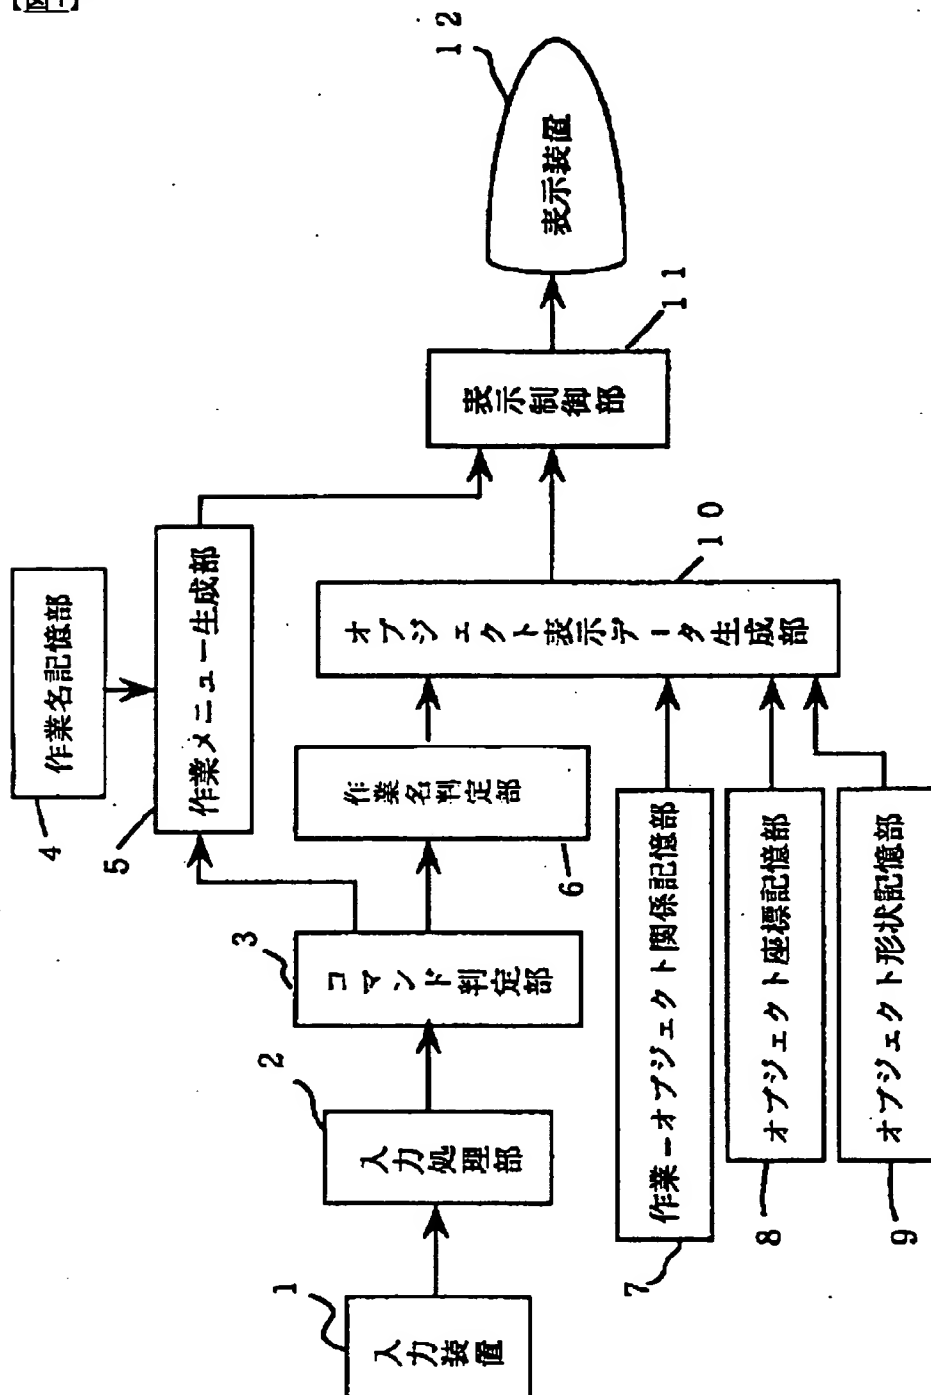 【図1】
1
入力装置
2
入力処理部
3
コマンド判定部
4
作業名記憶部
5
作業メニュー生成部
6
作業名判定部
7
作業ーオブジェクト関係記憶部
8
オブジェクト座標記憶部
9
オブジェクト形状記憶部
10
オブジェクト表示データ生成部
11
表示制御部
12
表示装置